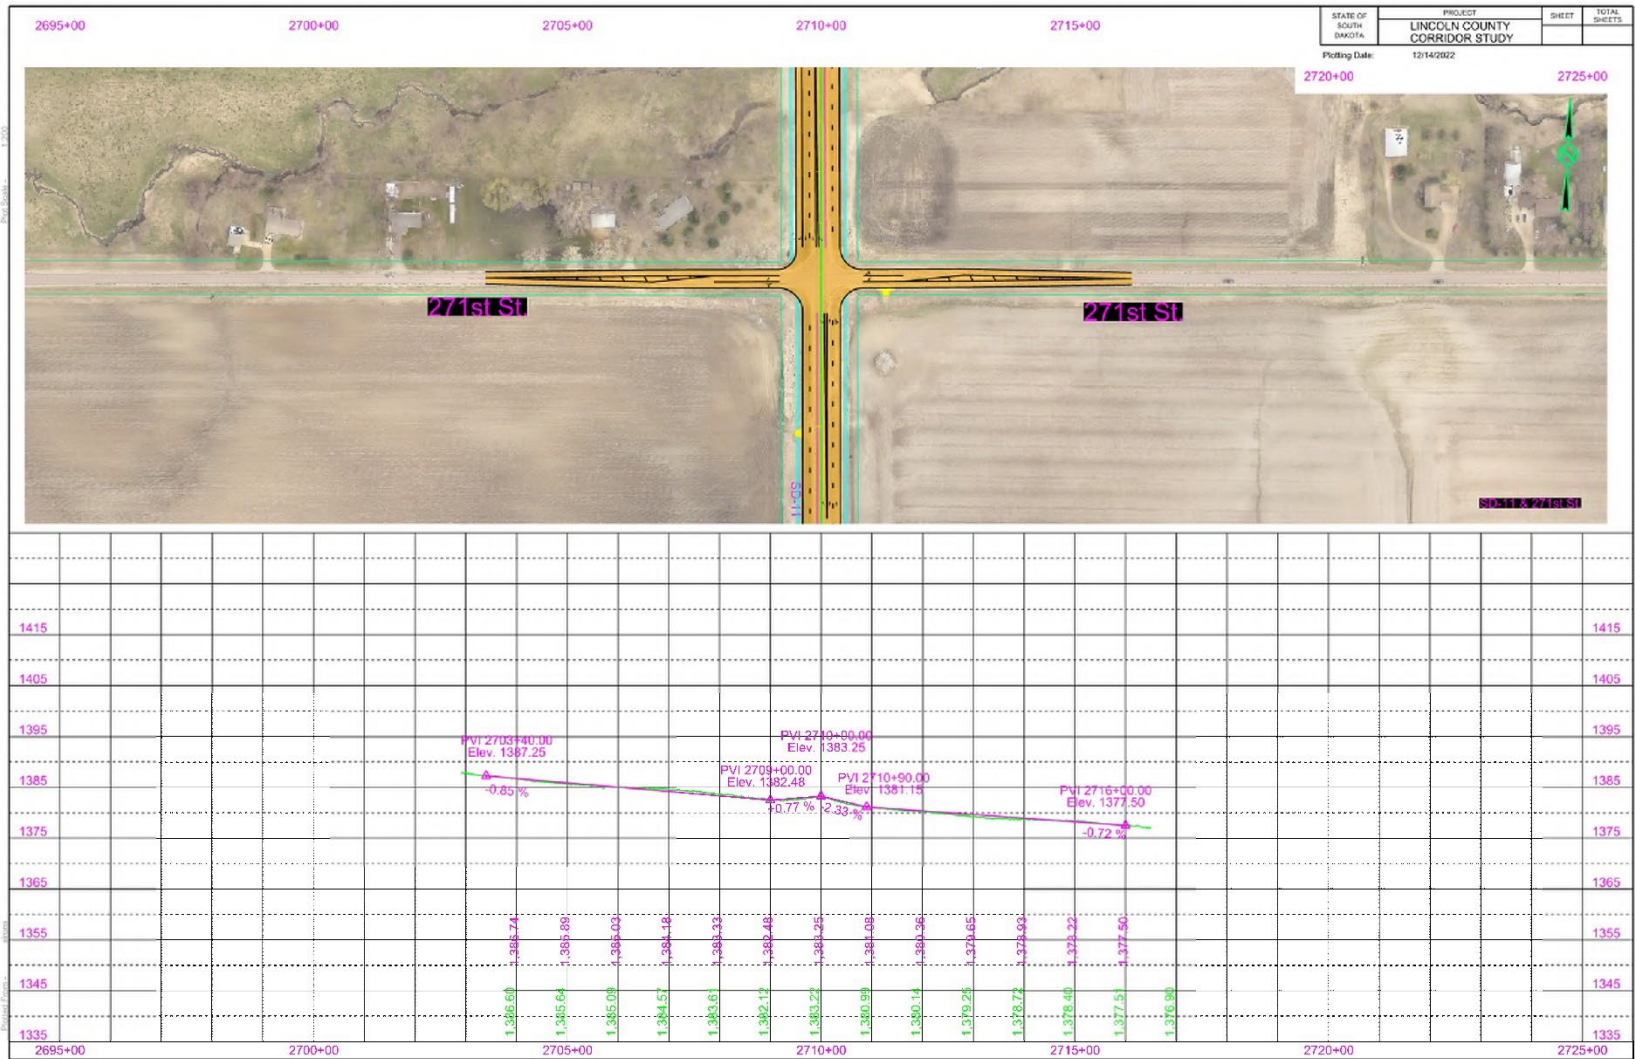 2695+00 2700+00 2705+00 2710+00 2715+00
STATE OF SOUTH DAKOTA
PROJECT
LINCOLN COUNTY
CORRIDOR STUDY
SHEET
TOTAL SHEETS
Plotting Date: 12/14/2022
2720+00 2725+00
Plot Scale - 1:200
271st St.
271st St.
SD-11
SD-11 & 271st St.
1415 1415
1405 1405
1395 1395
PVI 2703+40.00
Elev. 1387.25
PVI 2710+00.00
Elev. 1383.25
PVI 2709+00.00
Elev. 1382.48
PVI 2710+90.00
Elev. 1381.15
PVI 2716+00.00
Elev. 1377.50
1385 1385
-0.85 %
+0.77 %
-2.33 %
-0.72 %
1375 1375
1365 1365
1,386.74 1,385.89 1,385.03 1,384.18 1,383.33 1,382.48 1,383.25 1,381.08 1,380.36 1,379.65 1,378.93 1,378.22 1,377.50
1355 1355
1,386.60 1,385.64 1,385.09 1,384.57 1,383.61 1,382.12 1,383.22 1,380.99 1,380.14 1,379.25 1,378.72 1,378.40 1,377.51 1,376.90
1345 1345
1335 1335
Plotted From -
2695+00 2700+00 2705+00 2710+00 2715+00 2720+00 2725+00